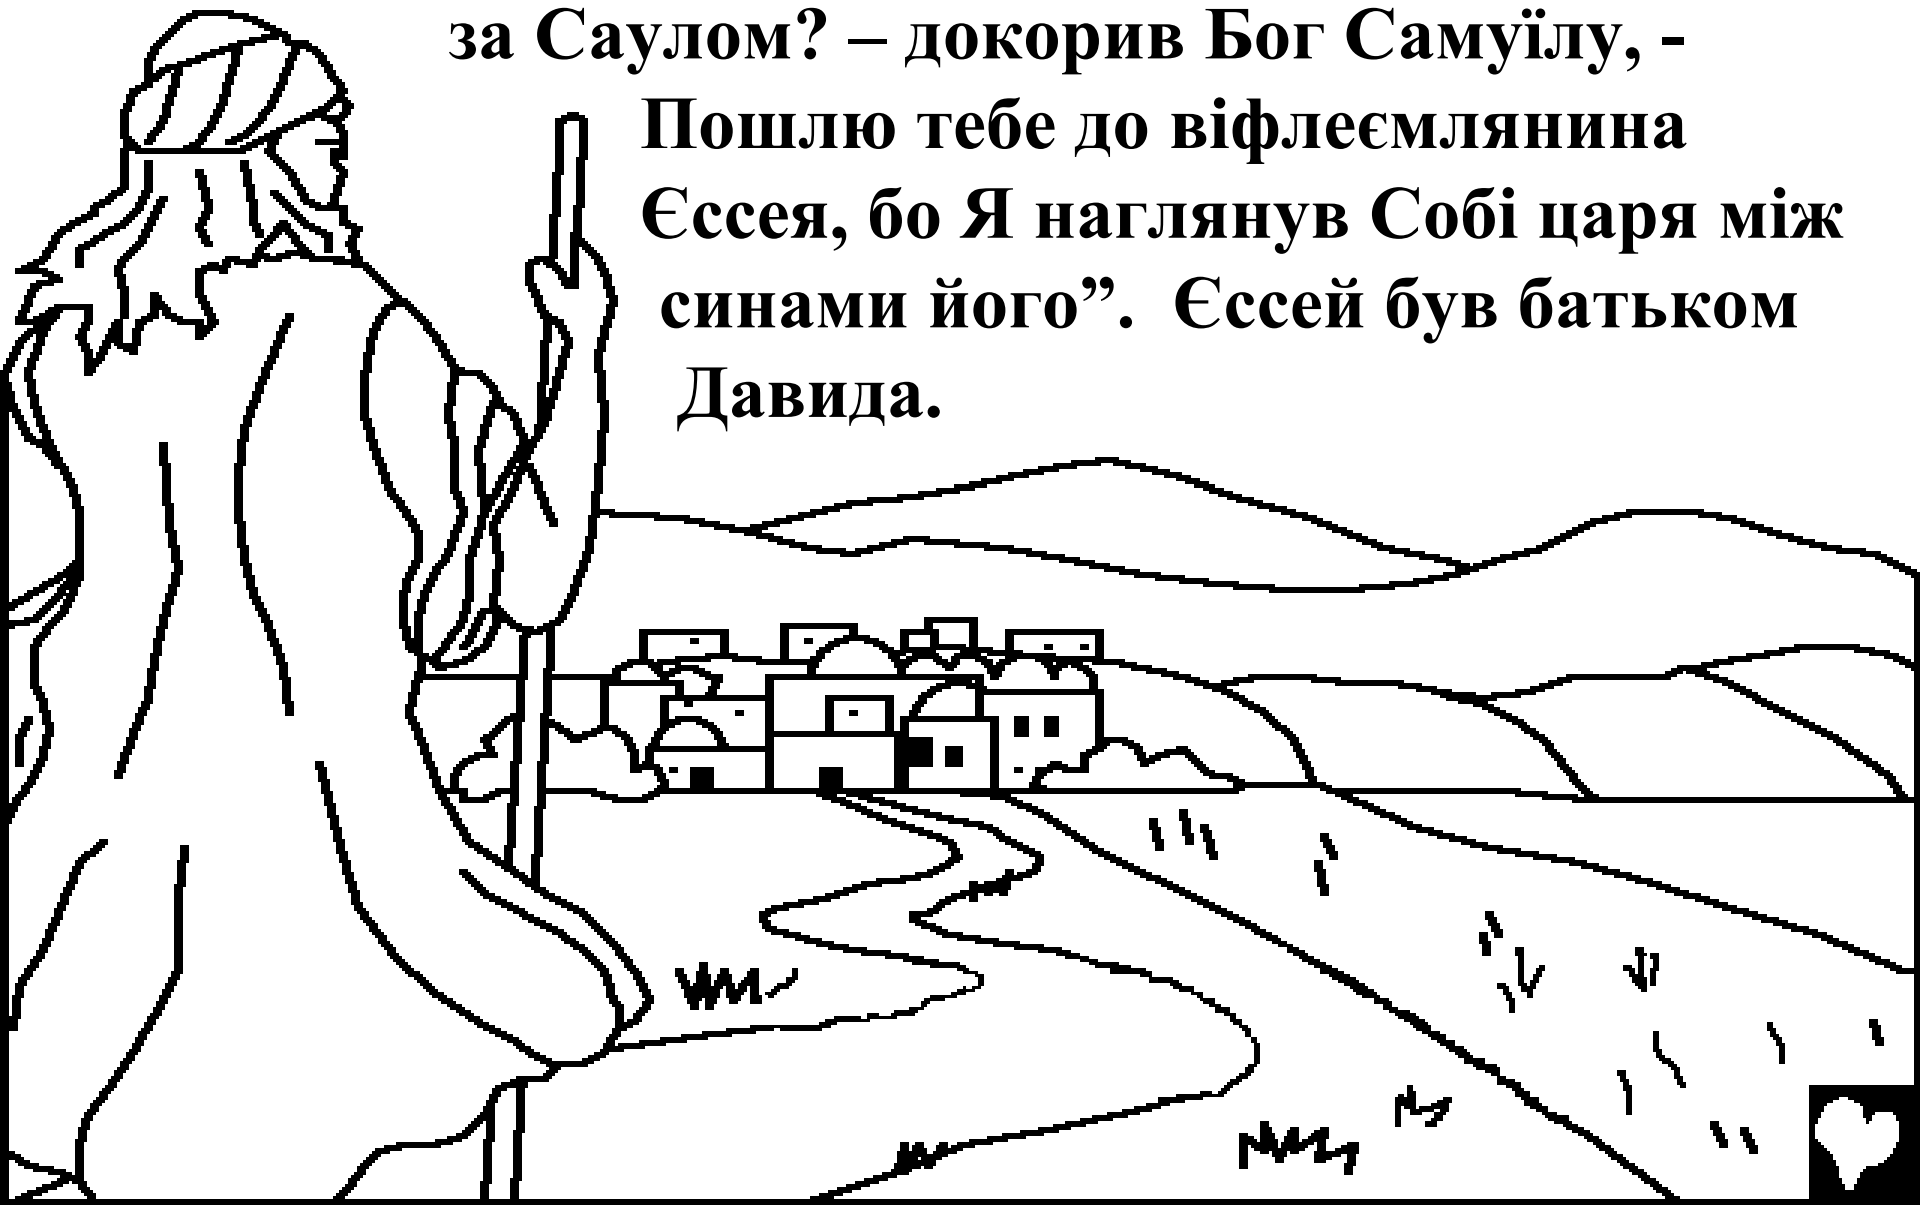 за Саулом? – докорив Бог Самуїлу, -
Пошлю тебе до віфлеємлянина
Єссея, бо Я наглянув Собі царя між
синами його”. Єссей був батьком
Давида.